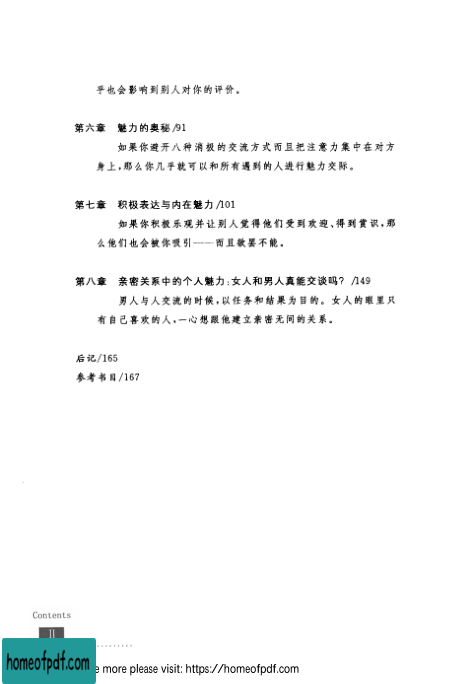 乎也会影响到别人对你的评价。
第六章 魅力的奥秘/91
如果你避开八种消极的交流方式而且把注意力集中在对方
身上,那么你几乎就可以和所有遇到的人进行魅力交际。
第七章 积极表达与内在魅力/101
如果你积极乐观并让别人觉得他们受到欢迎、得到赏识,那
么他们也会被你吸引——而且欲罢不能。
第八章 亲密关系中的个人魅力:女人和男人真能交谈吗? /149
男人与人交流的时候,以任务和结果为目的。女人的眼里只
有自己喜欢的人,一心想跟他建立亲密无间的关系。
后记/165
参考书目/167
Contents
II
homeofpdf.com
e more please visit: https://homeofpdf.com